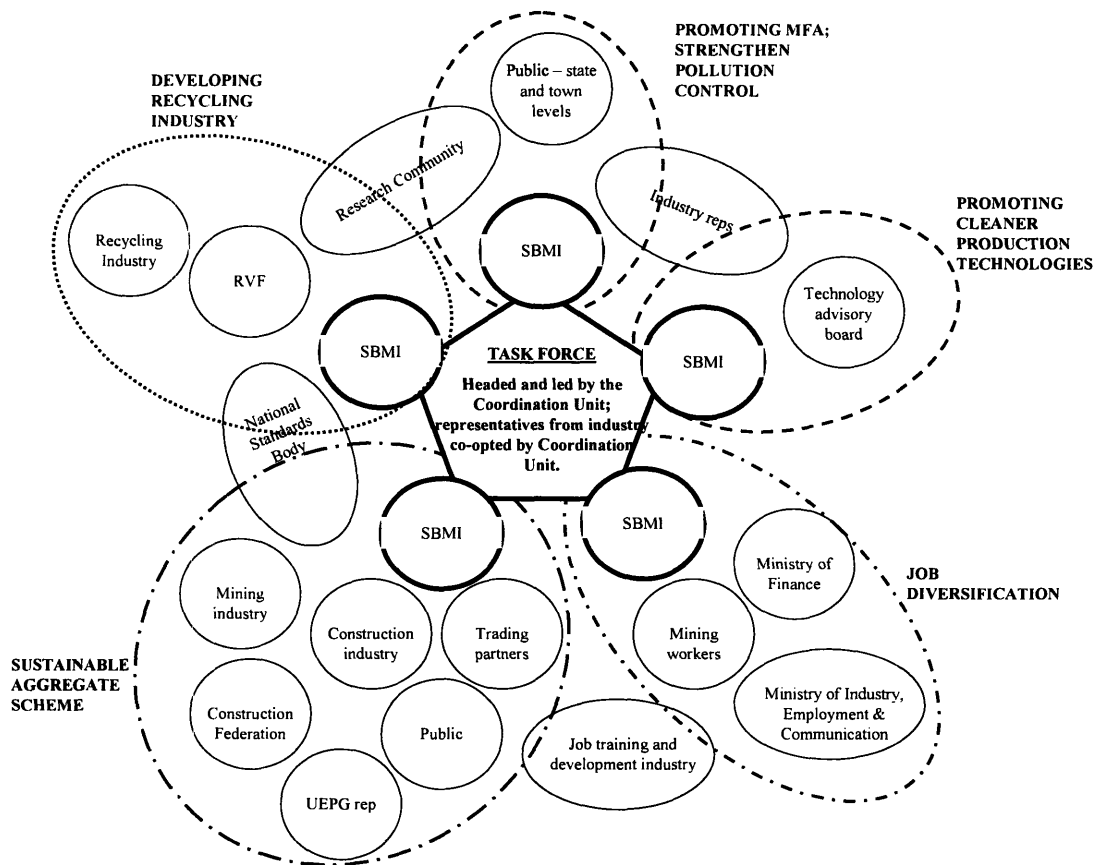 PROMOTING MFA;
STRENGTHEN
POLLUTION
CONTROL
Public – state
and town
levels
DEVELOPING
RECYCLING
INDUSTRY
Research Community
Industry reps
PROMOTING
CLEANER
PRODUCTION
TECHNOLOGIES
Recycling
Industry
RVF
SBMI
Technology
advisory
board
SBMI
SBMI
TASK FORCE
Headed and led by the
Coordination Unit;
representatives from industry
co-opted by Coordination
Unit.
National
Standards
Body
SBMI
SBMI
Mining
industry
Construction
industry
Trading
partners
Ministry of
Finance
Mining
workers
JOB
DIVERSIFICATION
SUSTAINABLE
AGGREGATE
SCHEME
Construction
Federation
Public
Ministry of Industry,
Employment &
Communication
Job training and
development industry
UEPG rep